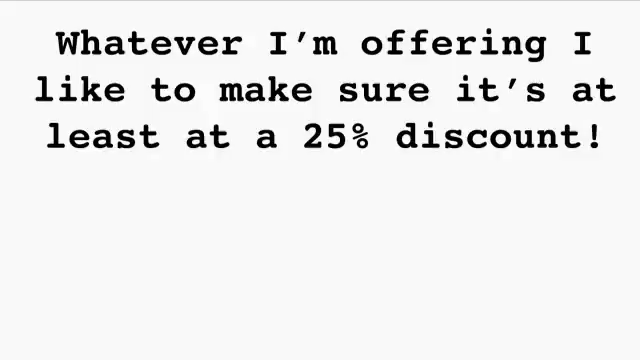 Whatever I’m offering I
like to make sure it’s at
least at a 25% discount!